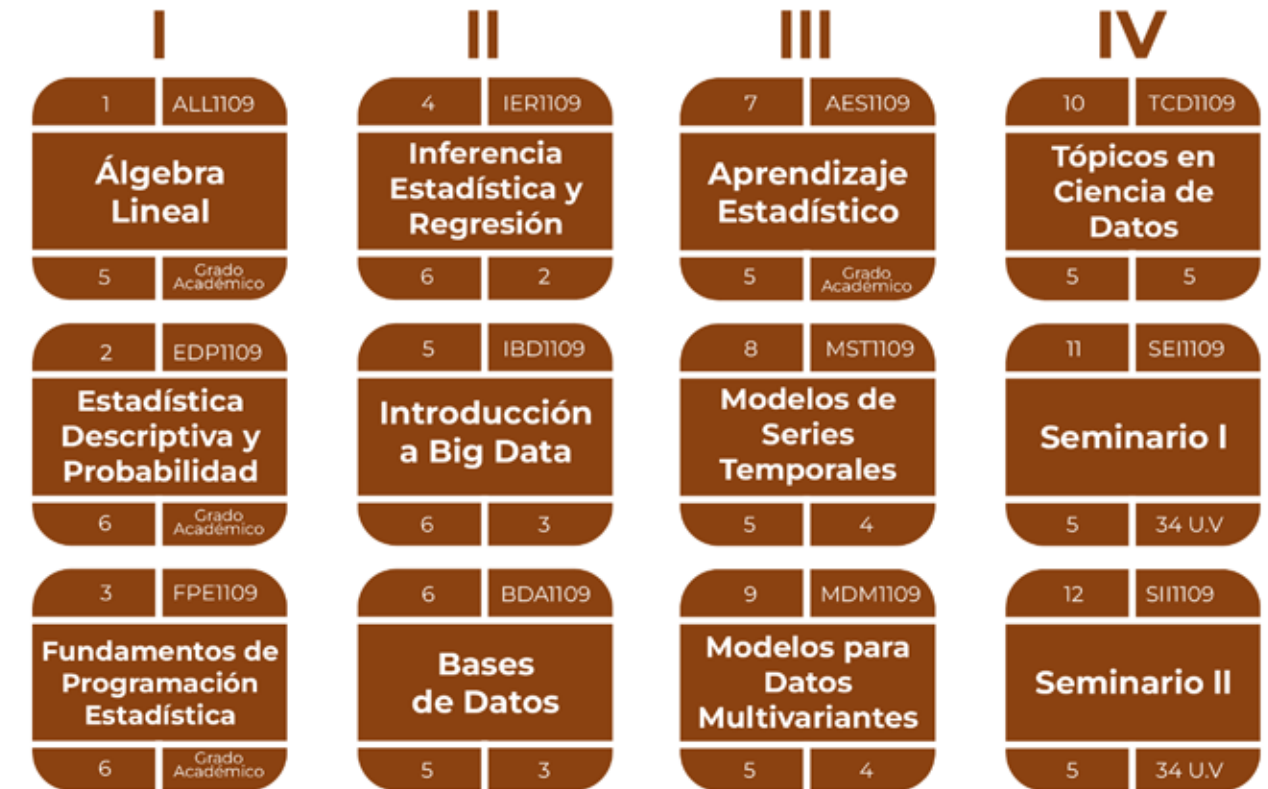 I
II
III
IV
1 ALL1109
Álgebra
Lineal
5 Grado
Académico
2 EDP1109
Estadística
Descriptiva y
Probabilidad
6 Grado
Académico
3 FPE1109
Fundamentos de
Programación
Estadística
6 Grado
Académico
4 IER1109
Inferencia
Estadística y
Regresión
6 2
5 IBD1109
Introducción
a Big Data
6 3
6 BDA1109
Bases
de Datos
5 3
7 AES1109
Aprendizaje
Estadístico
5 Grado
Académico
8 MST1109
Modelos de
Series
Temporales
5 4
9 MDM1109
Modelos para
Datos
Multivariantes
5 4
10 TCD1109
Tópicos en
Ciencia de
Datos
5 5
11 SEI1109
Seminario I
5 34 U.V
12 SII1109
Seminario II
5 34 U.V